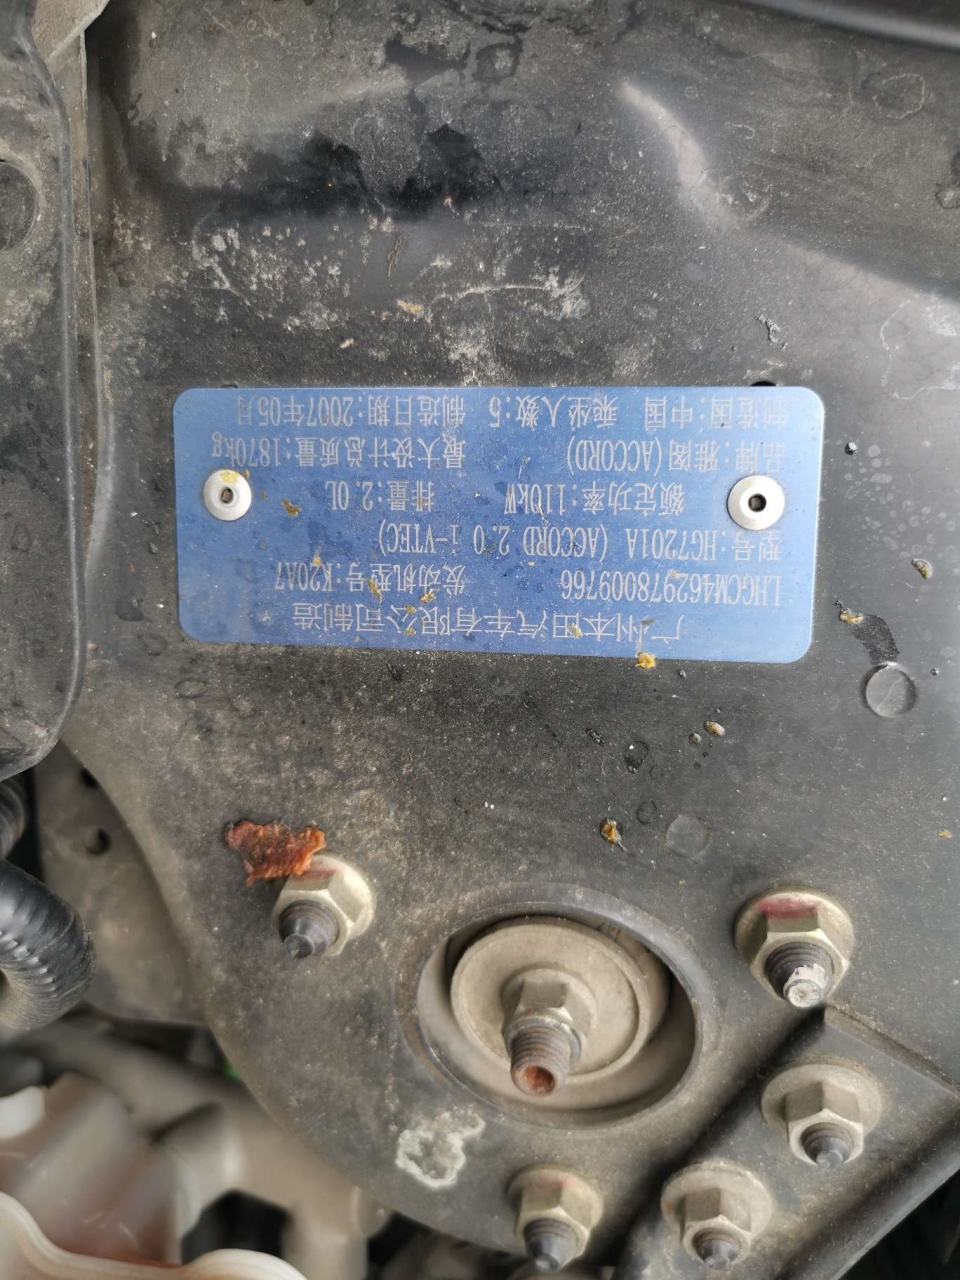 广州本田汽车有限公司制造
LHGCM462978009766 发动机型号:K20A7
型号:HG7201A (ACCORD 2.0 i-VTEC)
额定功率:110kW 排量:2.0L
品牌:雅阁(ACCORD) 最大设计总质量:1870kg
制造国:中国 乘坐人数:5 制造日期:2007年05月